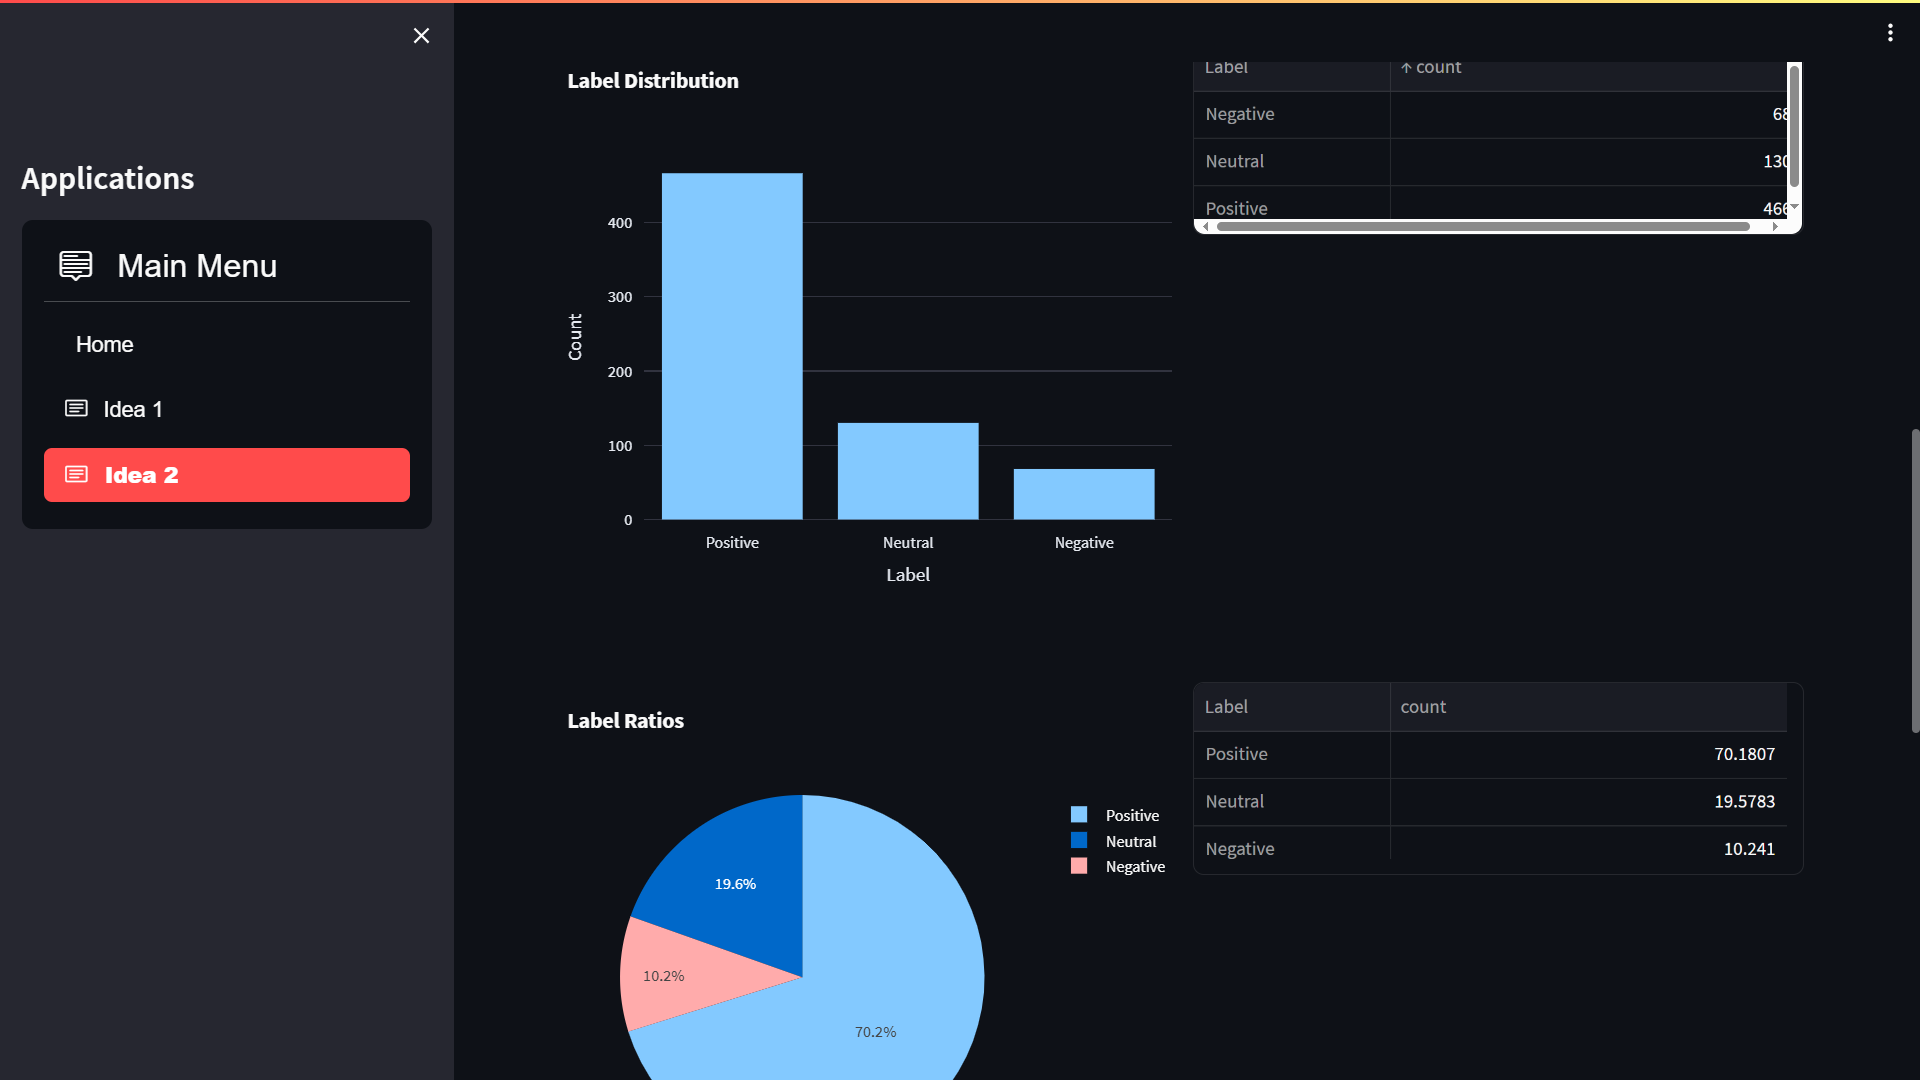 Applications
Main Menu
Home
Idea 1
Idea 2
Label Distribution
Count
400
300
200
100
0
Positive Neutral Negative
Label
Label ↑ count
Negative 68
Neutral 130
Positive 466
Label Ratios
19.6%
10.2%
70.2%
Positive
Neutral
Negative
Label count
Positive 70.1807
Neutral 19.5783
Negative 10.241